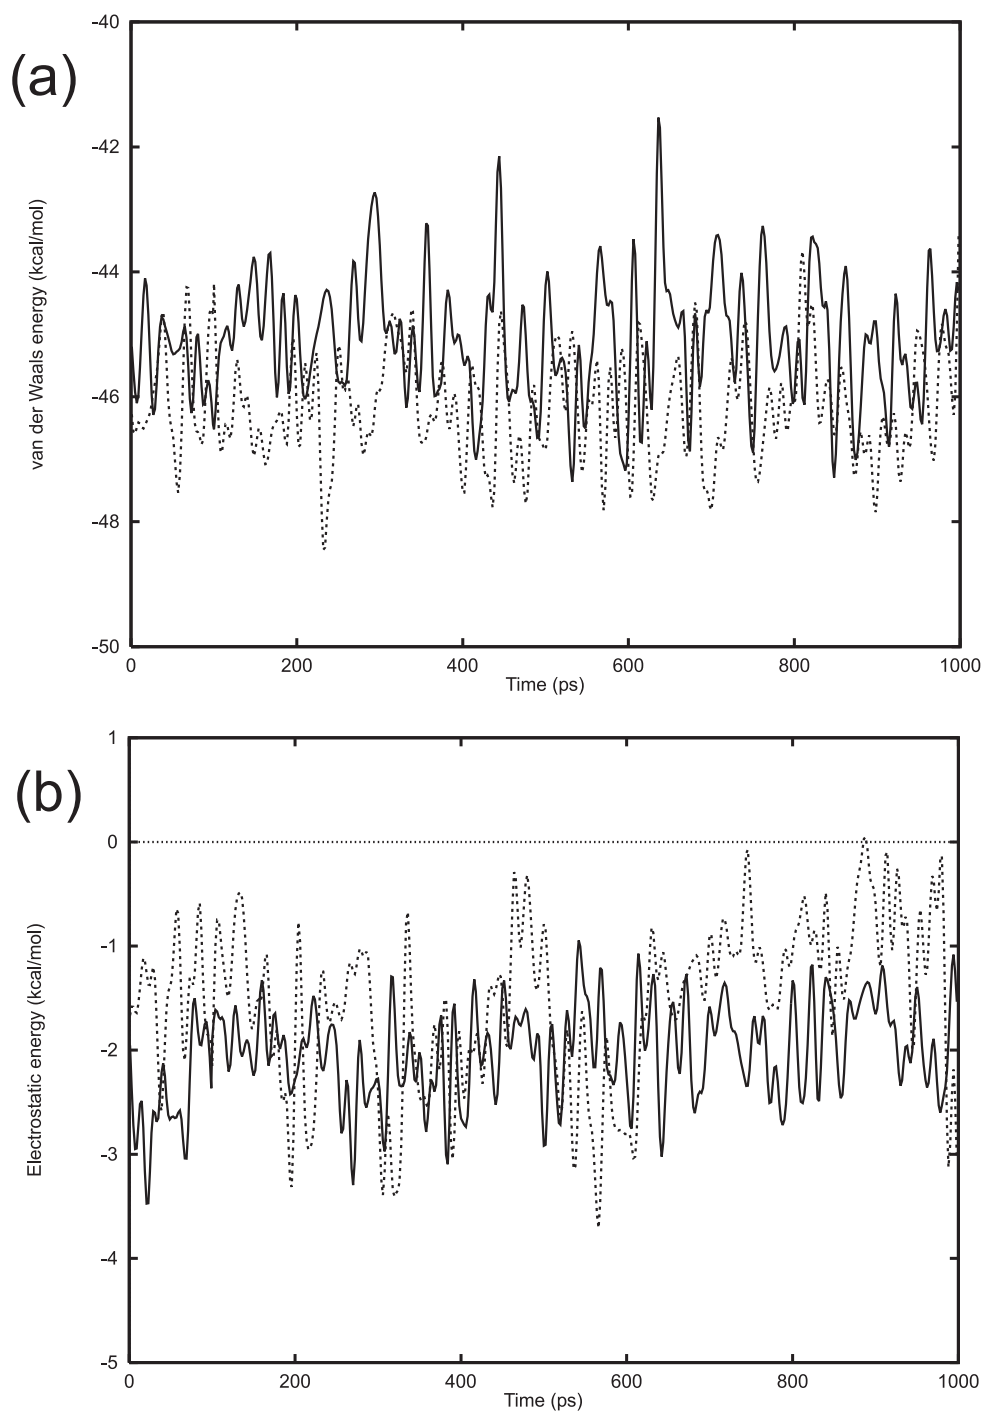 (a)
van der Waals energy (kcal/mol)
-40
-42
-44
-46
-48
-50
0 200 400 600 800 1000
Time (ps)
(b)
Electrostatic energy (kcal/mol)
1
0
-1
-2
-3
-4
-5
0 200 400 600 800 1000
Time (ps)